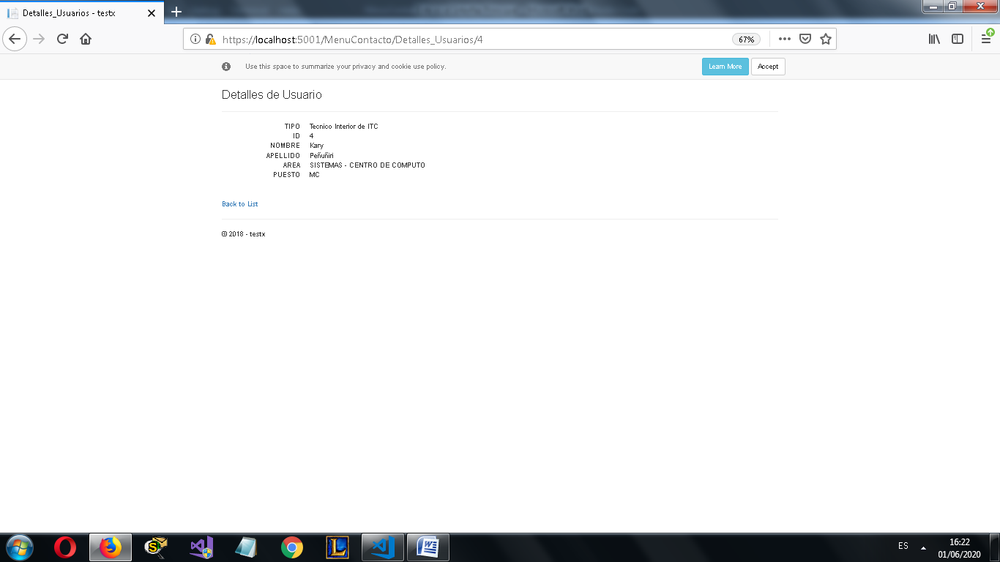 Detalles_Usuarios - testx
https://localhost:5001/MenuContacto/Detalles_Usuarios/4
67%
Use this space to summarize your privacy and cookie use policy.
Learn More
Accept
Detalles de Usuario
TIPO Tecnico Interior de ITC
ID 4
NOMBRE Kary
APELLIDO Peñuñiri
AREA SISTEMAS - CENTRO DE COMPUTO
PUESTO MC
Back to List
© 2018 - testx
ES
16:22
01/06/2020